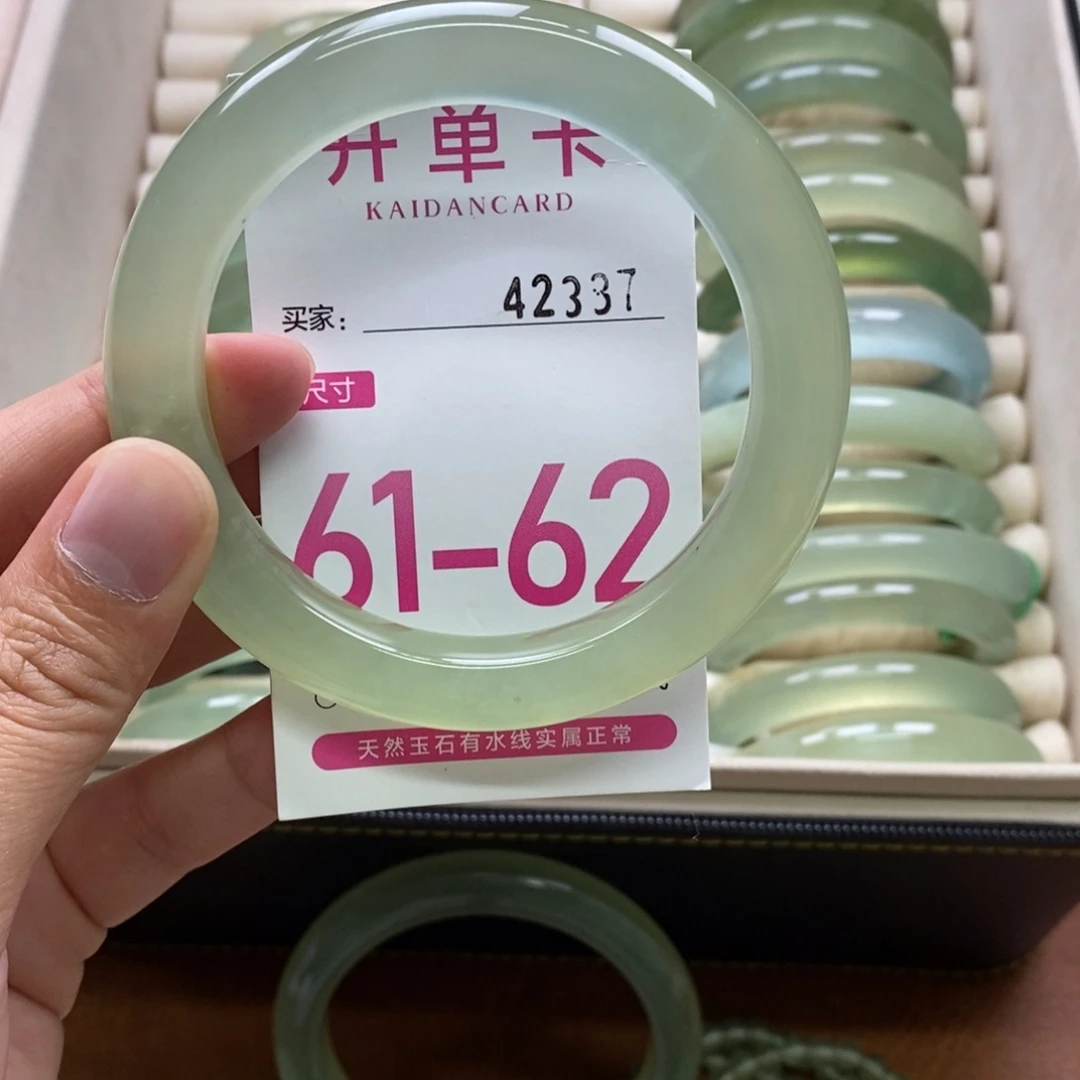 开单卡
KAIDANCARD
买家: 42337
尺寸
61-62
天然玉石有水线实属正常